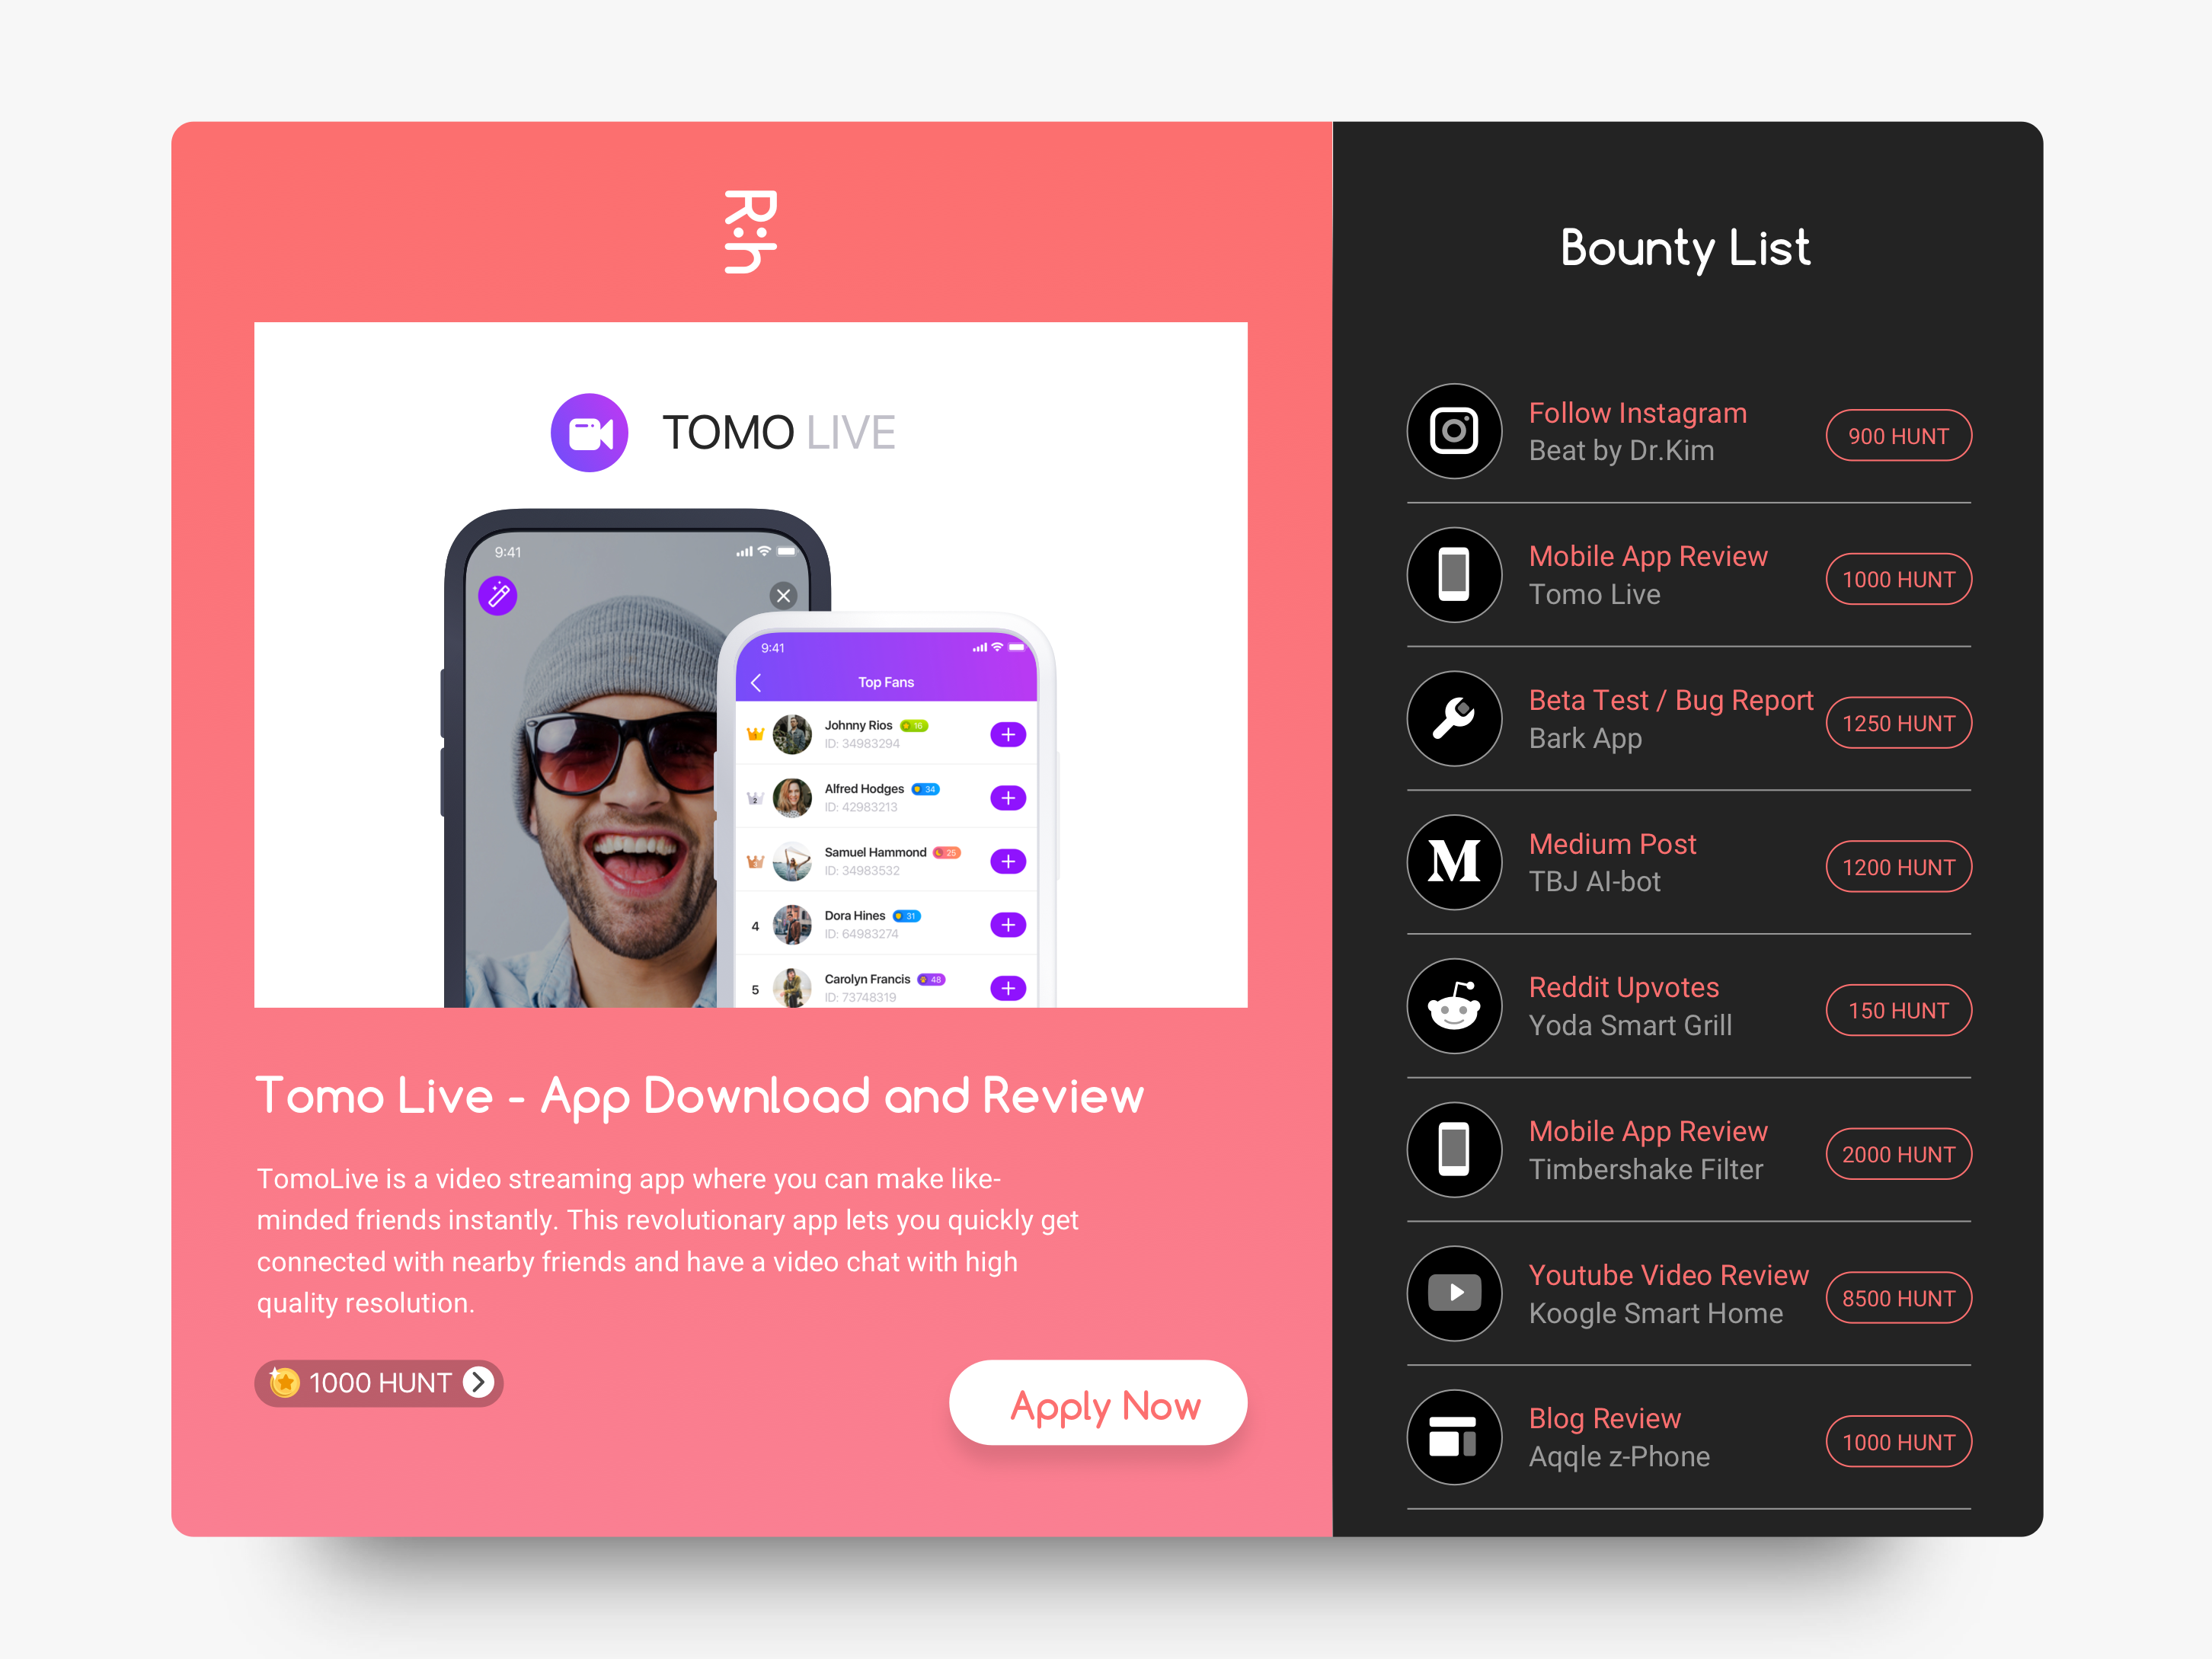 R:h
TOMO LIVE
9:41
9:41
Top Fans
1
Johnny Rios 16
ID: 34983294
2
Alfred Hodges 34
ID: 42983213
Samuel Hammond 25
ID: 34983532
4
Dora Hines 31
ID: 64983274
5
Carolyn Francis 48
ID: 73748319
Tomo Live - App Download and Review
TomoLive is a video streaming app where you can make like-
minded friends instantly. This revolutionary app lets you quickly get
connected with nearby friends and have a video chat with high
quality resolution.
1000 HUNT
Apply Now
Bounty List
Follow Instagram
Beat by Dr.Kim
900 HUNT
Mobile App Review
Tomo Live
1000 HUNT
Beta Test / Bug Report
Bark App
1250 HUNT
M
Medium Post
TBJ AI-bot
1200 HUNT
Reddit Upvotes
Yoda Smart Grill
150 HUNT
Mobile App Review
Timbershake Filter
2000 HUNT
Youtube Video Review
Koogle Smart Home
8500 HUNT
Blog Review
Aqqle z-Phone
1000 HUNT